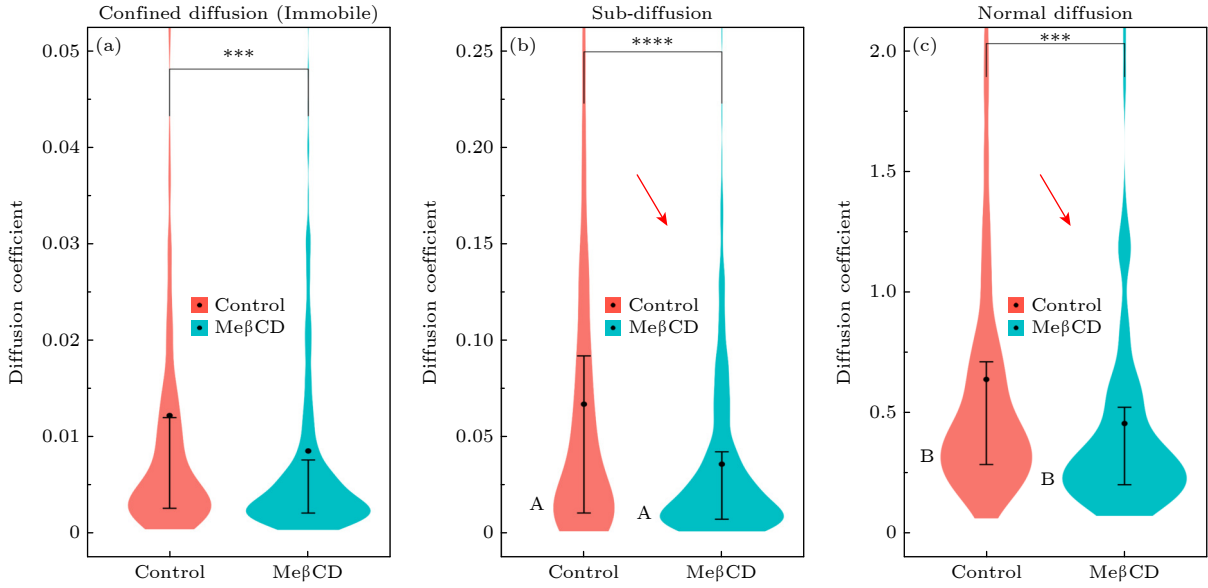 Confined diffusion (Immobile)
Sub-diffusion
Normal diffusion
(a)
***
0.05
0.04
0.03
0.02
0.01
0
Diffusion coefficient
Control
MeβCD
Control
MeβCD
(b)
****
0.25
0.20
0.15
0.10
0.05
0
Diffusion coefficient
Control
MeβCD
A
A
Control
MeβCD
(c)
***
2.0
1.5
1.0
0.5
0
Diffusion coefficient
Control
MeβCD
B
B
Control
MeβCD